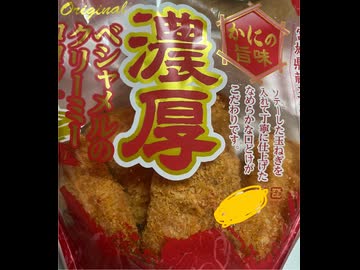 Original
濃厚
かにの
旨味
ベシャメルの
クリーミー
ソテーした玉ねぎを
入れて丁寧に仕上げた
なめらかな口どけが
こだわりです。